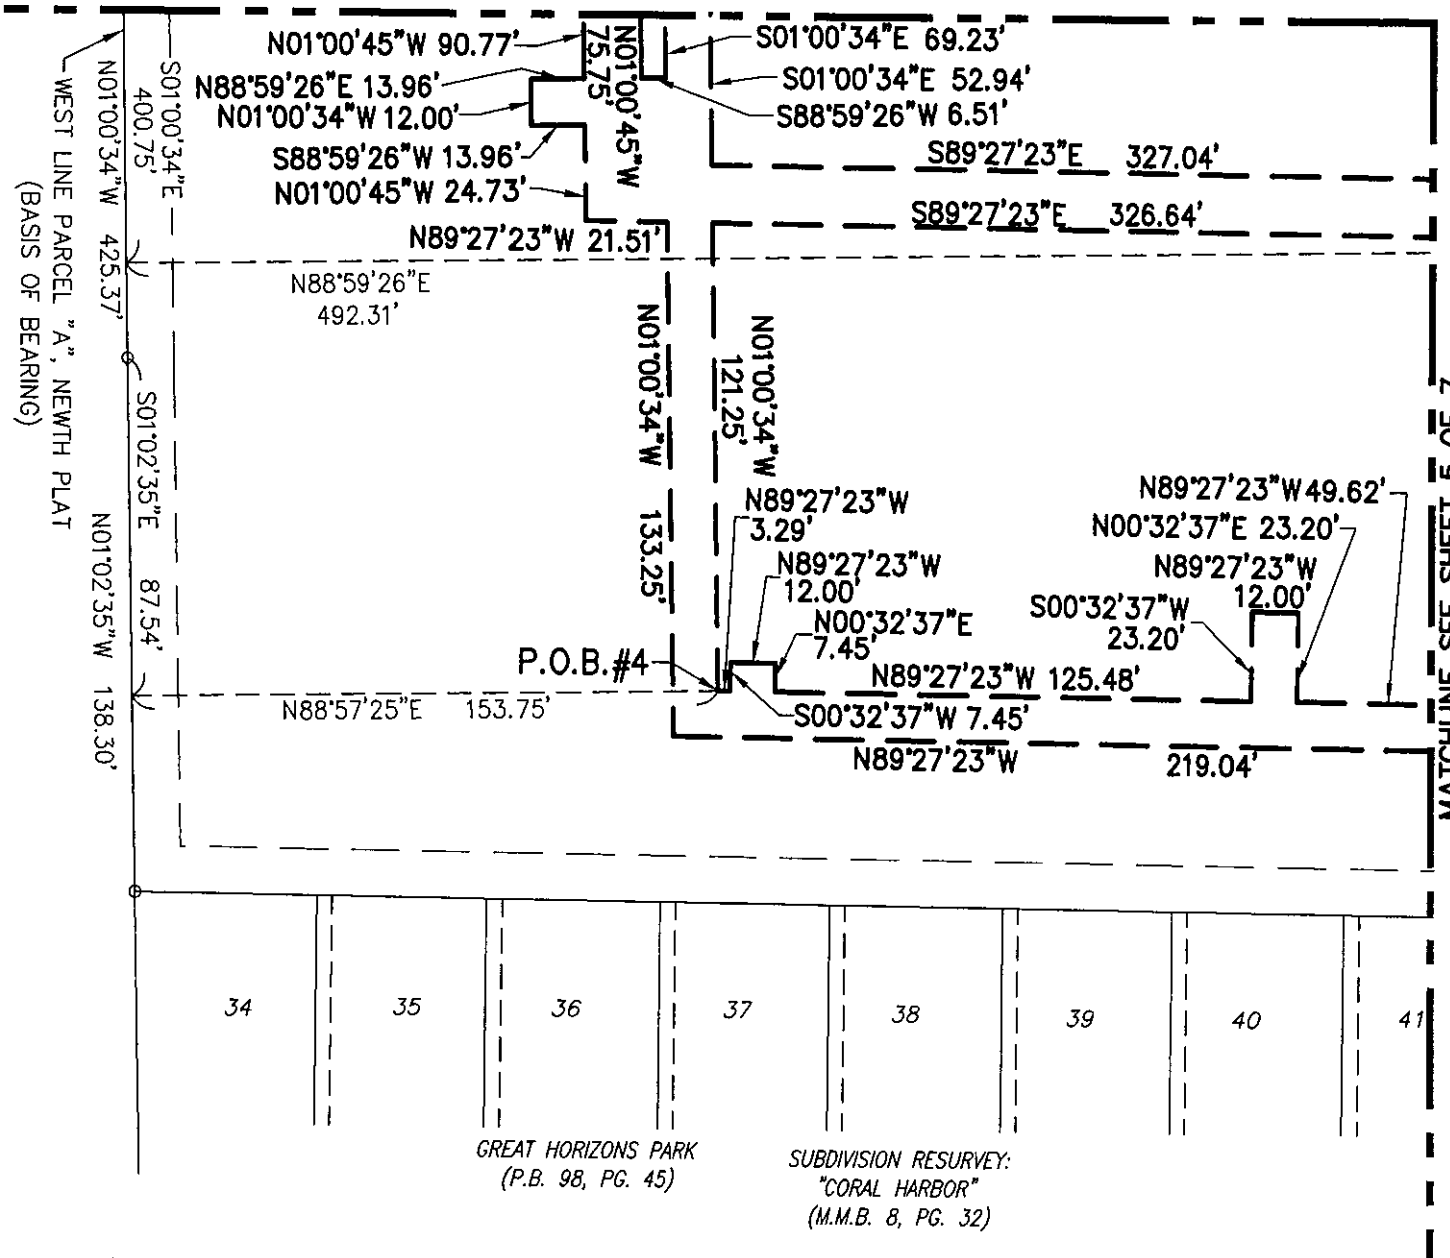 N01°00'45"W 90.77'
N01°00'45"W
75.75'
S01°00'34"E 69.23'
S01°00'34"E 52.94'
S88°59'26"W 6.51'
N88°59'26"E 13.96'
N01°00'34"W 12.00'
S88°59'26"W 13.96'
N01°00'45"W 24.73'
N89°27'23"W 21.51'
S89°27'23"E 327.04'
S89°27'23"E 326.64'
S01°00'34"E
400.75'
N01°00'34"W 425.37'
WEST LINE PARCEL "A", NEWTH PLAT
(BASIS OF BEARING)
N88°59'26"E
492.31'
N01°00'34"W 133.25'
N01°00'34"W
121.25'
S01°02'35"E 87.54'
N01°02'35"W 138.30'
N89°27'23"W
3.29'
N89°27'23"W
12.00'
N00°32'37"E
7.45'
P.O.B.#4
N89°27'23"W 125.48'
S00°32'37"W 7.45'
N88°57'25"E 153.75'
N89°27'23"W 219.04'
N89°27'23"W 49.62'
N00°32'37"E 23.20'
N89°27'23"W
12.00'
S00°32'37"W
23.20'
34
35
36
37
38
39
40
41
GREAT HORIZONS PARK
(P.B. 98, PG. 45)
SUBDIVISION RESURVEY:
"CORAL HARBOR"
(M.M.B. 8, PG. 32)